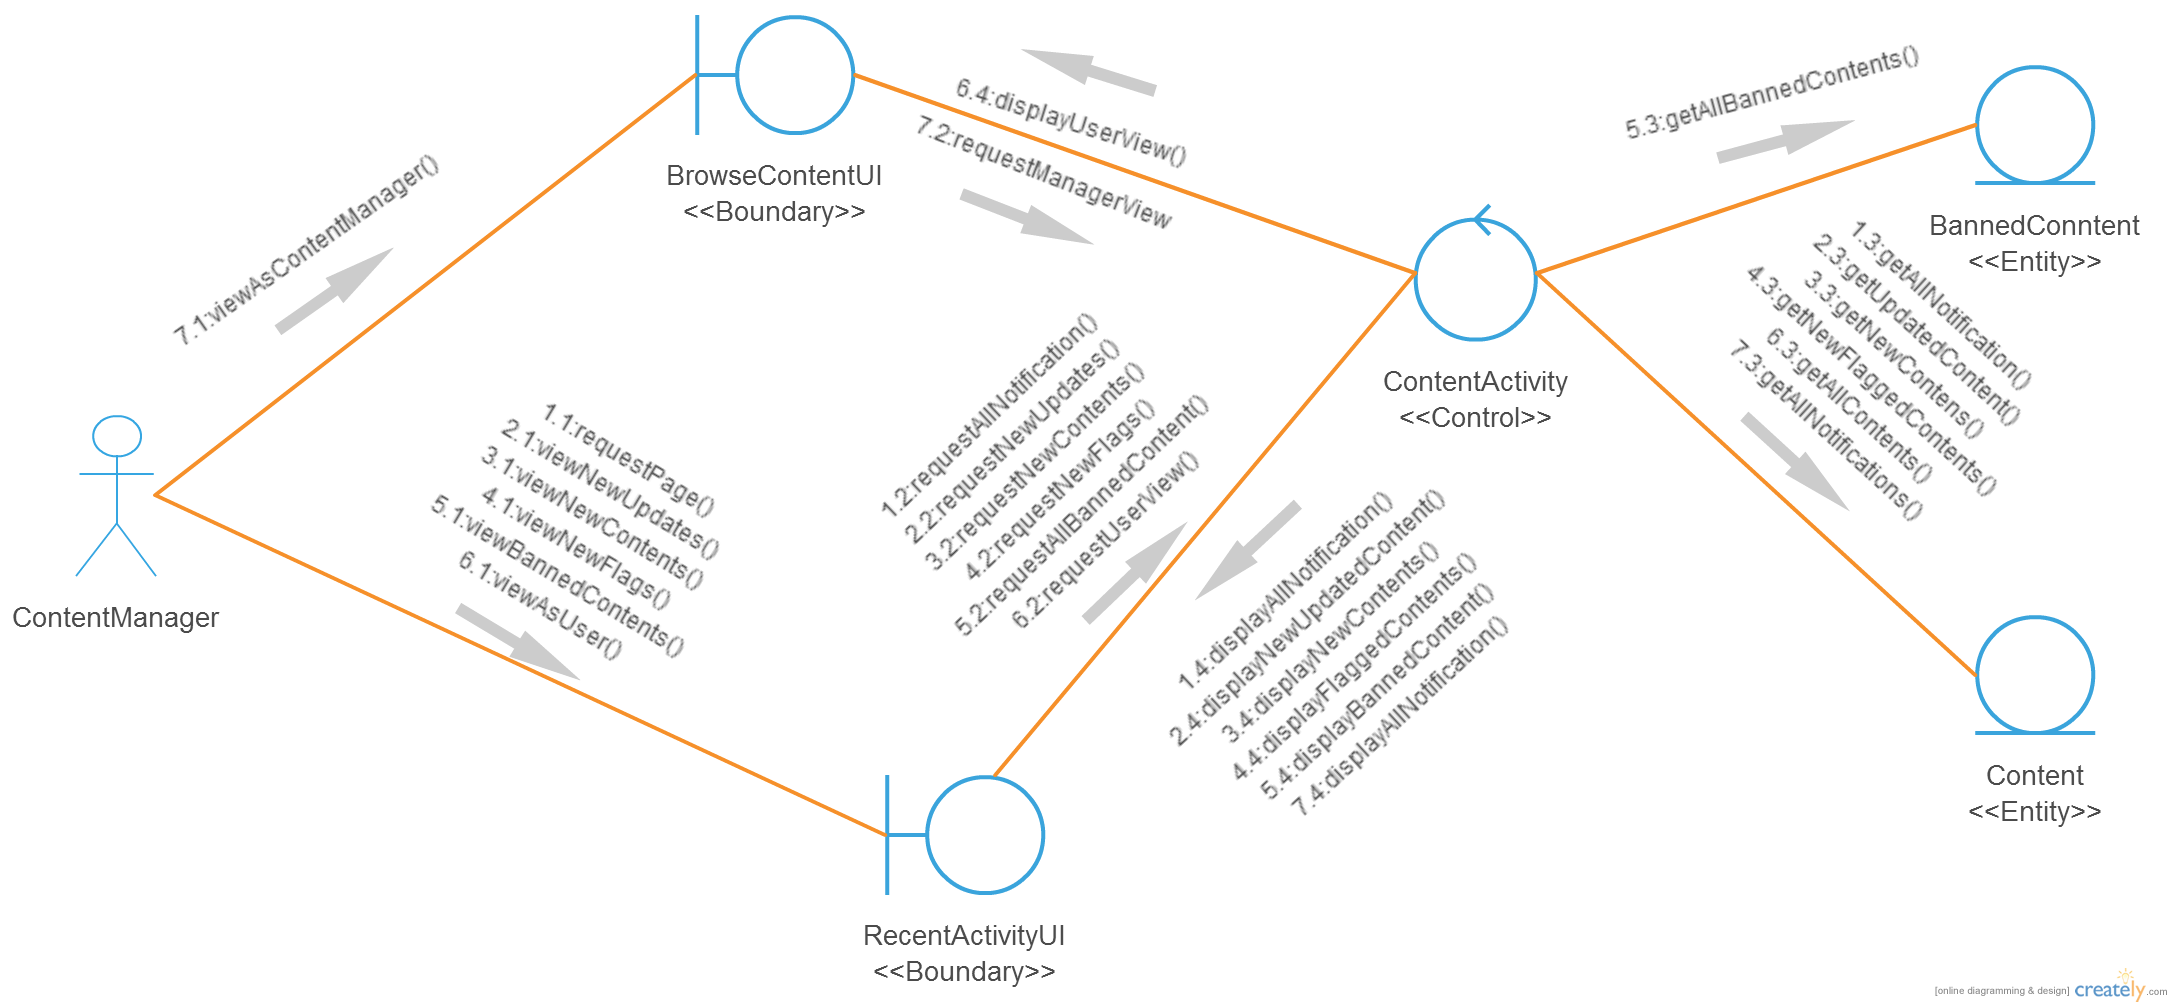 6.4:displayUserView()
7.2:requestManagerView
5.3:getAllBannedContents()
7.1:viewAsContentManager()
BrowseContentUI
<<Boundary>>
BannedConntent
<<Entity>>
1.3:getAllNotification()
2.3:getUpdatedContent()
3.3:getNewContens()
4.3:getNewFlaggedContents()
6.3:getAllContents()
7.3:getAllNotifications()
ContentActivity
<<Control>>
1.2:requestAllNotification()
2.2:requestNewUpdates()
3.2:requestNewContents()
4.2:requestNewFlags()
5.2:requestAllBannedContent()
6.2:requestUserView()
1.1:requestPage()
2.1:viewNewUpdates()
3.1:viewNewContents()
4.1:viewNewFlags()
5.1:viewBannedContents()
6.1:viewAsUser()
ContentManager
1.4:displayAllNotification()
2.4:displayNewUpdatedContent()
3.4:displayNewContents()
4.4:displayFlaggedContents()
5.4:displayBannedContent()
7.4:displayAllNotification()
Content
<<Entity>>
RecentActivityUI
<<Boundary>>
[online diagramming & design] creately.com